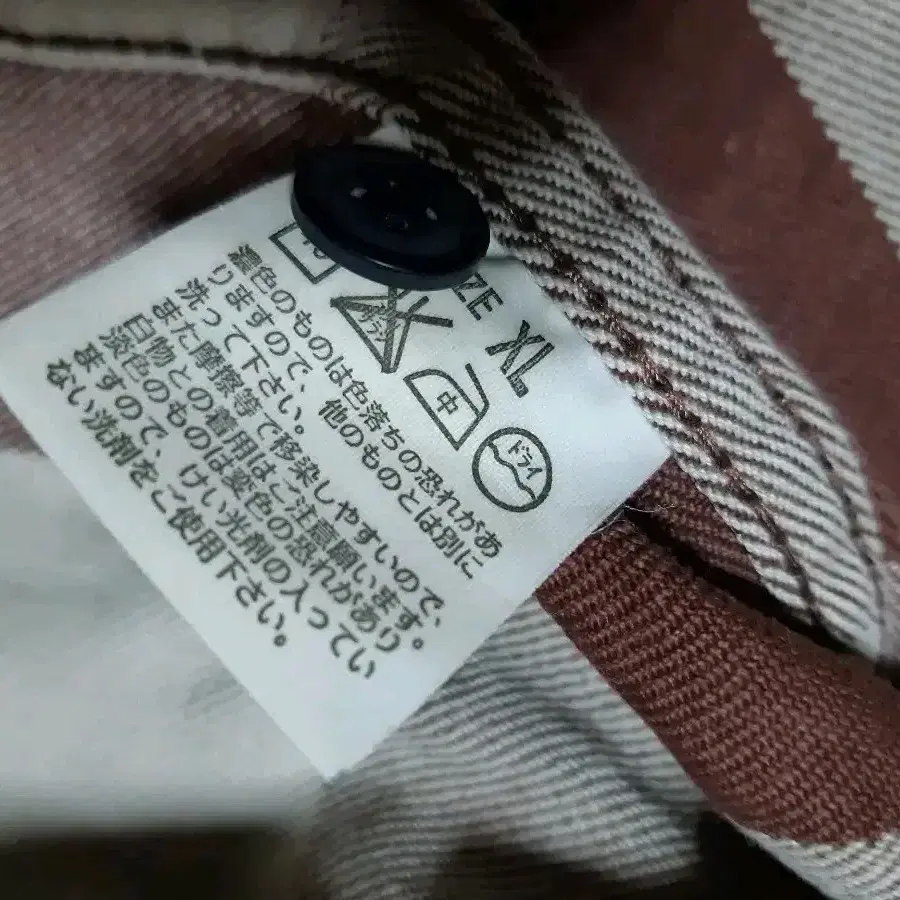 ZE XL
中
ドライ
濃色のものは色落ちの恐れがあ
りますので、他のものとは別に
洗って下さい。
また摩擦等で移染しやすいので、
白物との着用はご注意願います。
淡色のものは変色の恐れがあり
ますので、けい光剤の入ってい
ない洗剤をご使用下さい。